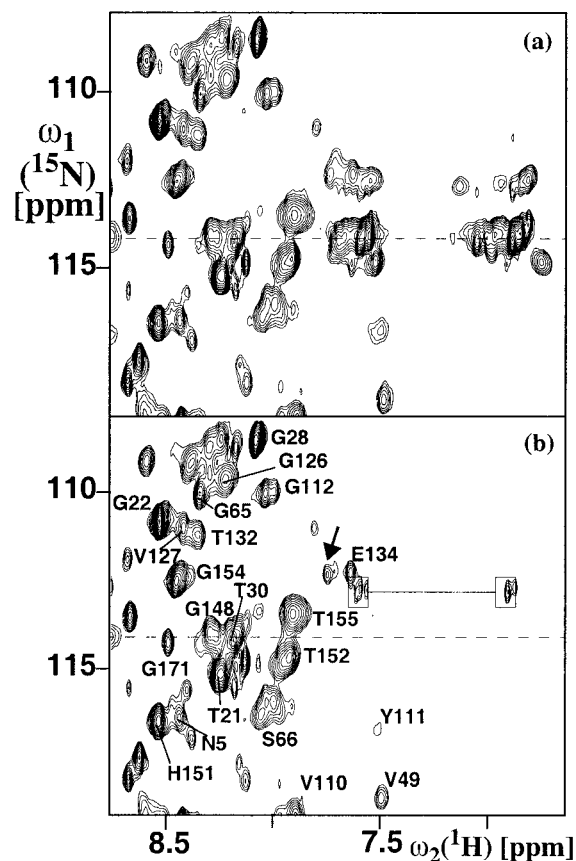 (a)
110
ω1
(15N)
[ppm]
115
(b)
G28
G126
110
G112
G22
G65
T132
E134
V127
G154
T30
G148
T155
115
T152
G171
T21
N5
S66
Y111
H151
V110
V49
8.5
7.5
ω2(1H) [ppm]